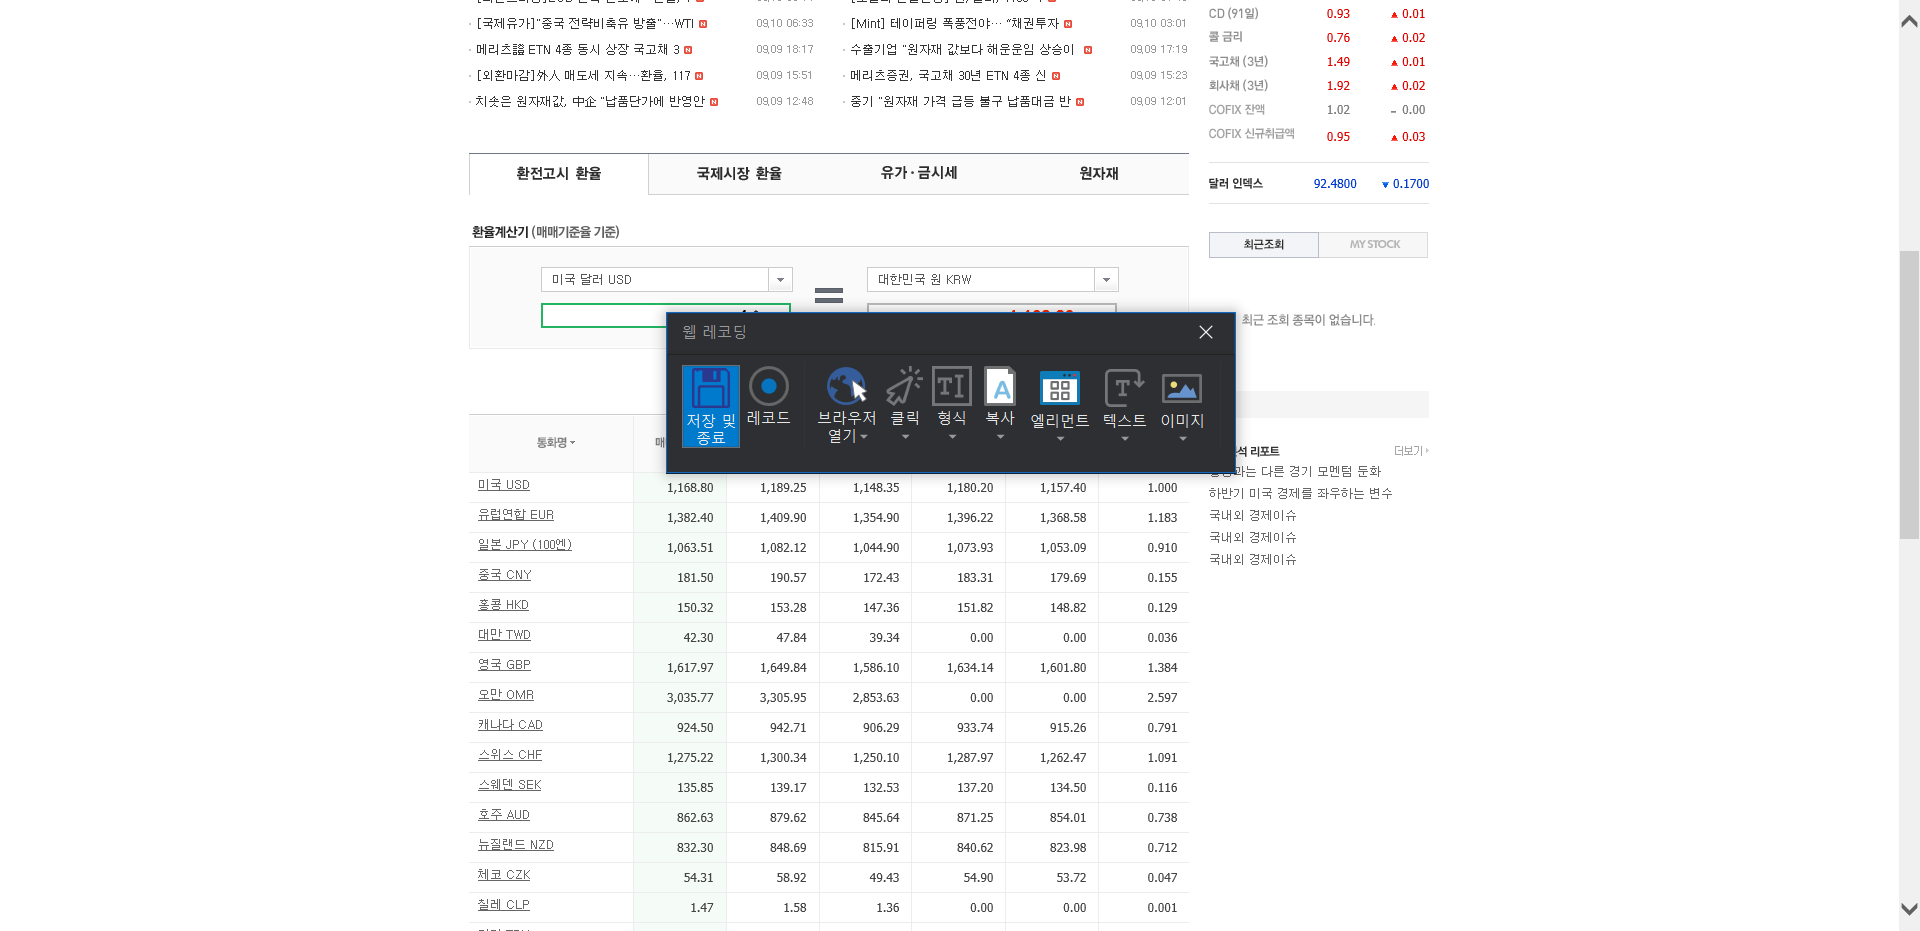 [국제유가]"중국 전략비축유 방출"…WTI 09,10 06:33
[Mint] 테이퍼링 폭풍전야… “채권투자 09,10 03:01
메리츠證 ETN 4종 동시 상장 국고채 3 09,09 18:17
수출기업 "원자재 값보다 해운운임 상승이 09,09 17:19
[외환마감]外人 매도세 지속…환율, 117 09,09 15:51
메리츠증권, 국고채 30년 ETN 4종 신 09,09 15:23
치솟은 원자재값, 中企 "납품단가에 반영안 09,09 12:48
중기 "원자재 가격 급등 불구 납품대금 반 09,09 12:01
CD (91일) 0.93 ▲ 0.01
콜 금리 0.76 ▲ 0.02
국고채 (3년) 1.49 ▲ 0.01
회사채 (3년) 1.92 ▲ 0.02
COFIX 잔액 1.02 - 0.00
COFIX 신규취급액 0.95 ▲ 0.03
달러 인덱스 92.4800 ▼ 0.1700
최근조회 MY STOCK
최근 조회 종목이 없습니다.
환전고시 환율 국제시장 환율 유가·금시세 원자재
환율계산기 (매매기준율 기준)
미국 달러 USD
대한민국 원 KRW
웹 레코딩
저장 및 종료
레코드
브라우저 열기
클릭
형식
복사
엘리먼트
텍스트
이미지
리포트 더보기
다른 경기 모멘텀 둔화
하반기 미국 경제를 좌우하는 변수
국내외 경제이슈
국내외 경제이슈
국내외 경제이슈
통화명
미국 USD 1,168.80 1,189.25 1,148.35 1,180.20 1,157.40 1.000
유럽연합 EUR 1,382.40 1,409.90 1,354.90 1,396.22 1,368.58 1.183
일본 JPY (100엔) 1,063.51 1,082.12 1,044.90 1,073.93 1,053.09 0.910
중국 CNY 181.50 190.57 172.43 183.31 179.69 0.155
홍콩 HKD 150.32 153.28 147.36 151.82 148.82 0.129
대만 TWD 42.30 47.84 39.34 0.00 0.00 0.036
영국 GBP 1,617.97 1,649.84 1,586.10 1,634.14 1,601.80 1.384
오만 OMR 3,035.77 3,305.95 2,853.63 0.00 0.00 2.597
캐나다 CAD 924.50 942.71 906.29 933.74 915.26 0.791
스위스 CHF 1,275.22 1,300.34 1,250.10 1,287.97 1,262.47 1.091
스웨덴 SEK 135.85 139.17 132.53 137.20 134.50 0.116
호주 AUD 862.63 879.62 845.64 871.25 854.01 0.738
뉴질랜드 NZD 832.30 848.69 815.91 840.62 823.98 0.712
체코 CZK 54.31 58.92 49.43 54.90 53.72 0.047
칠레 CLP 1.47 1.58 1.36 0.00 0.00 0.001